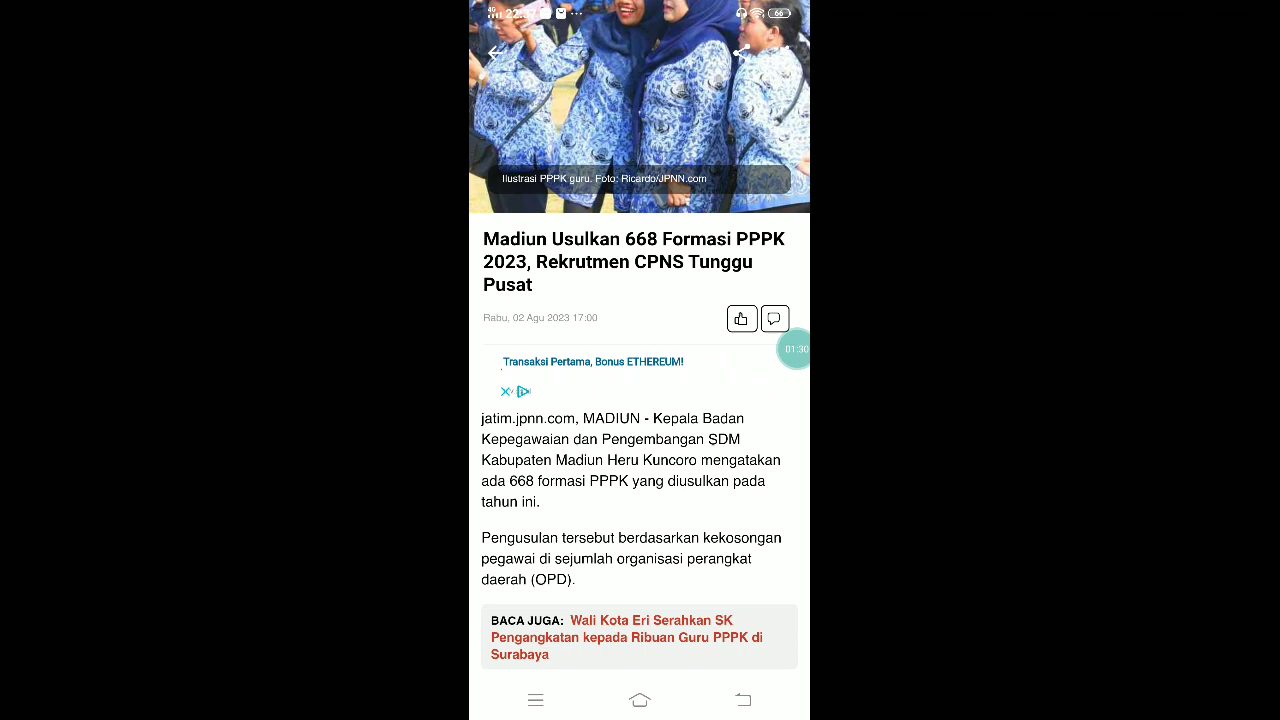 4G
66
Ilustrasi PPPK guru. Foto: Ricardo/JPNN.com
Madiun Usulkan 668 Formasi PPPK
2023, Rekrutmen CPNS Tunggu
Pusat
Rabu, 02 Agu 2023 17:00
01:30
Transaksi Pertama, Bonus ETHEREUM!
jatim.jpnn.com, MADIUN - Kepala Badan
Kepegawaian dan Pengembangan SDM
Kabupaten Madiun Heru Kuncoro mengatakan
ada 668 formasi PPPK yang diusulkan pada
tahun ini.
Pengusulan tersebut berdasarkan kekosongan
pegawai di sejumlah organisasi perangkat
daerah (OPD).
BACA JUGA: Wali Kota Eri Serahkan SK
Pengangkatan kepada Ribuan Guru PPPK di
Surabaya